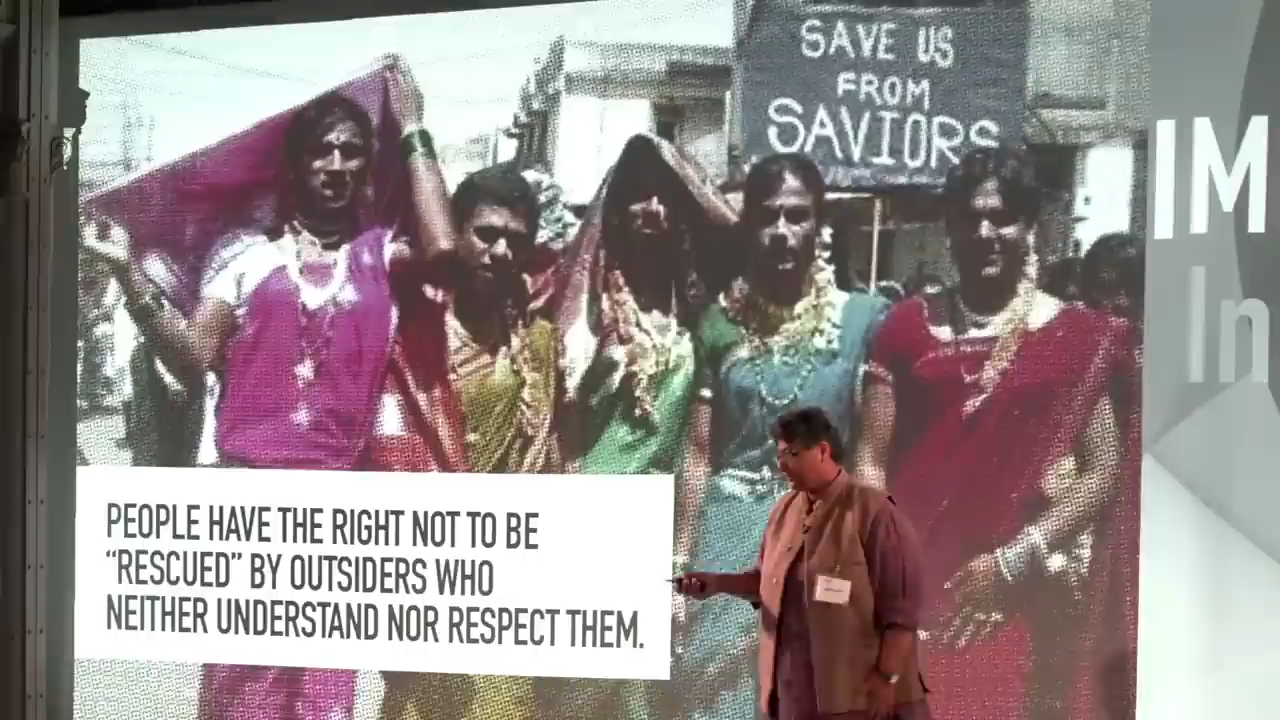 SAVE US
FROM
SAVIORS
IM
In
PEOPLE HAVE THE RIGHT NOT TO BE
“RESCUED” BY OUTSIDERS WHO
NEITHER UNDERSTAND NOR RESPECT THEM.